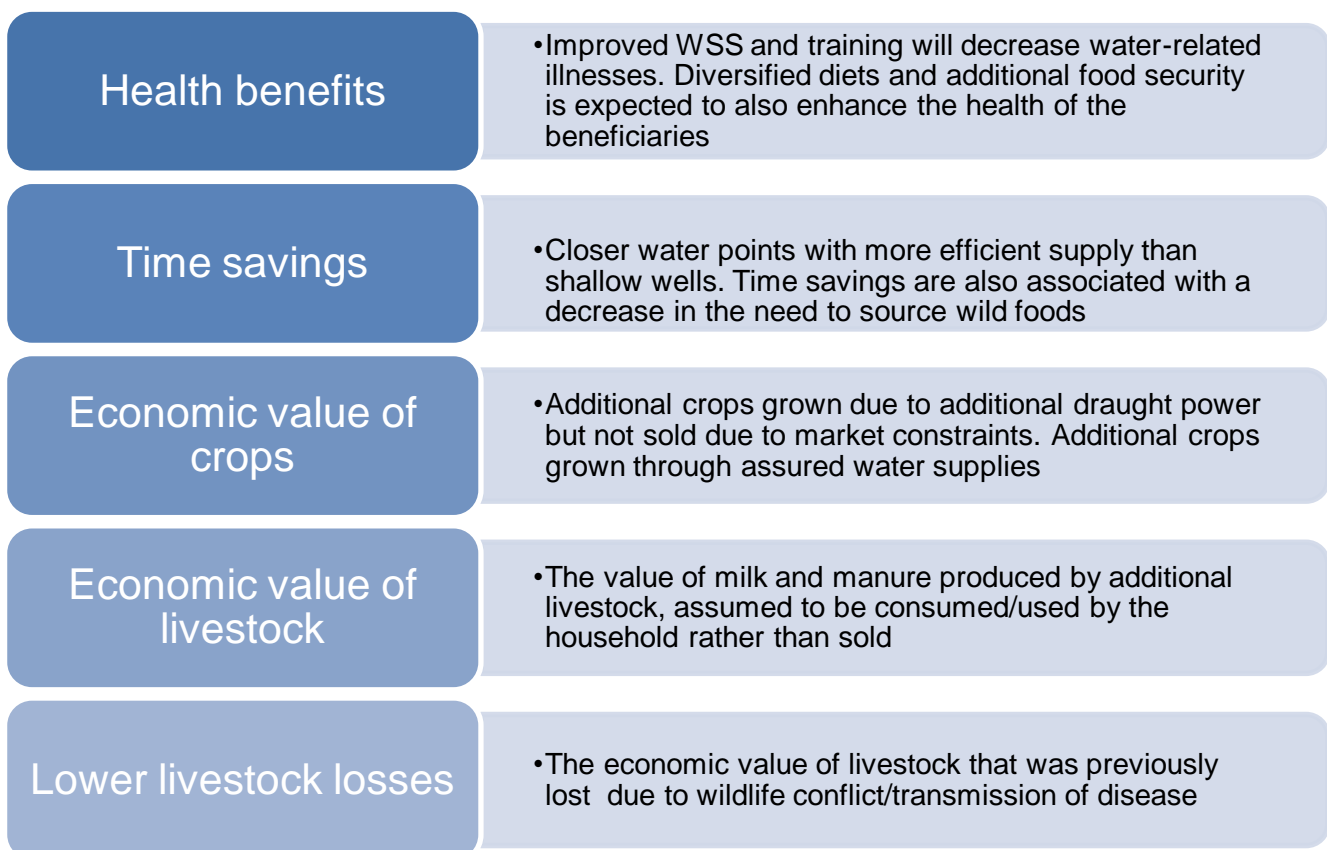 Health benefits
•Improved WSS and training will decrease water-related
illnesses. Diversified diets and additional food security
is expected to also enhance the health of the
beneficiaries
Time savings
•Closer water points with more efficient supply than
shallow wells. Time savings are also associated with a
decrease in the need to source wild foods
Economic value of
crops
•Additional crops grown due to additional draught power
but not sold due to market constraints. Additional crops
grown through assured water supplies
Economic value of
livestock
•The value of milk and manure produced by additional
livestock, assumed to be consumed/used by the
household rather than sold
Lower livestock losses
•The economic value of livestock that was previously
lost due to wildlife conflict/transmission of disease